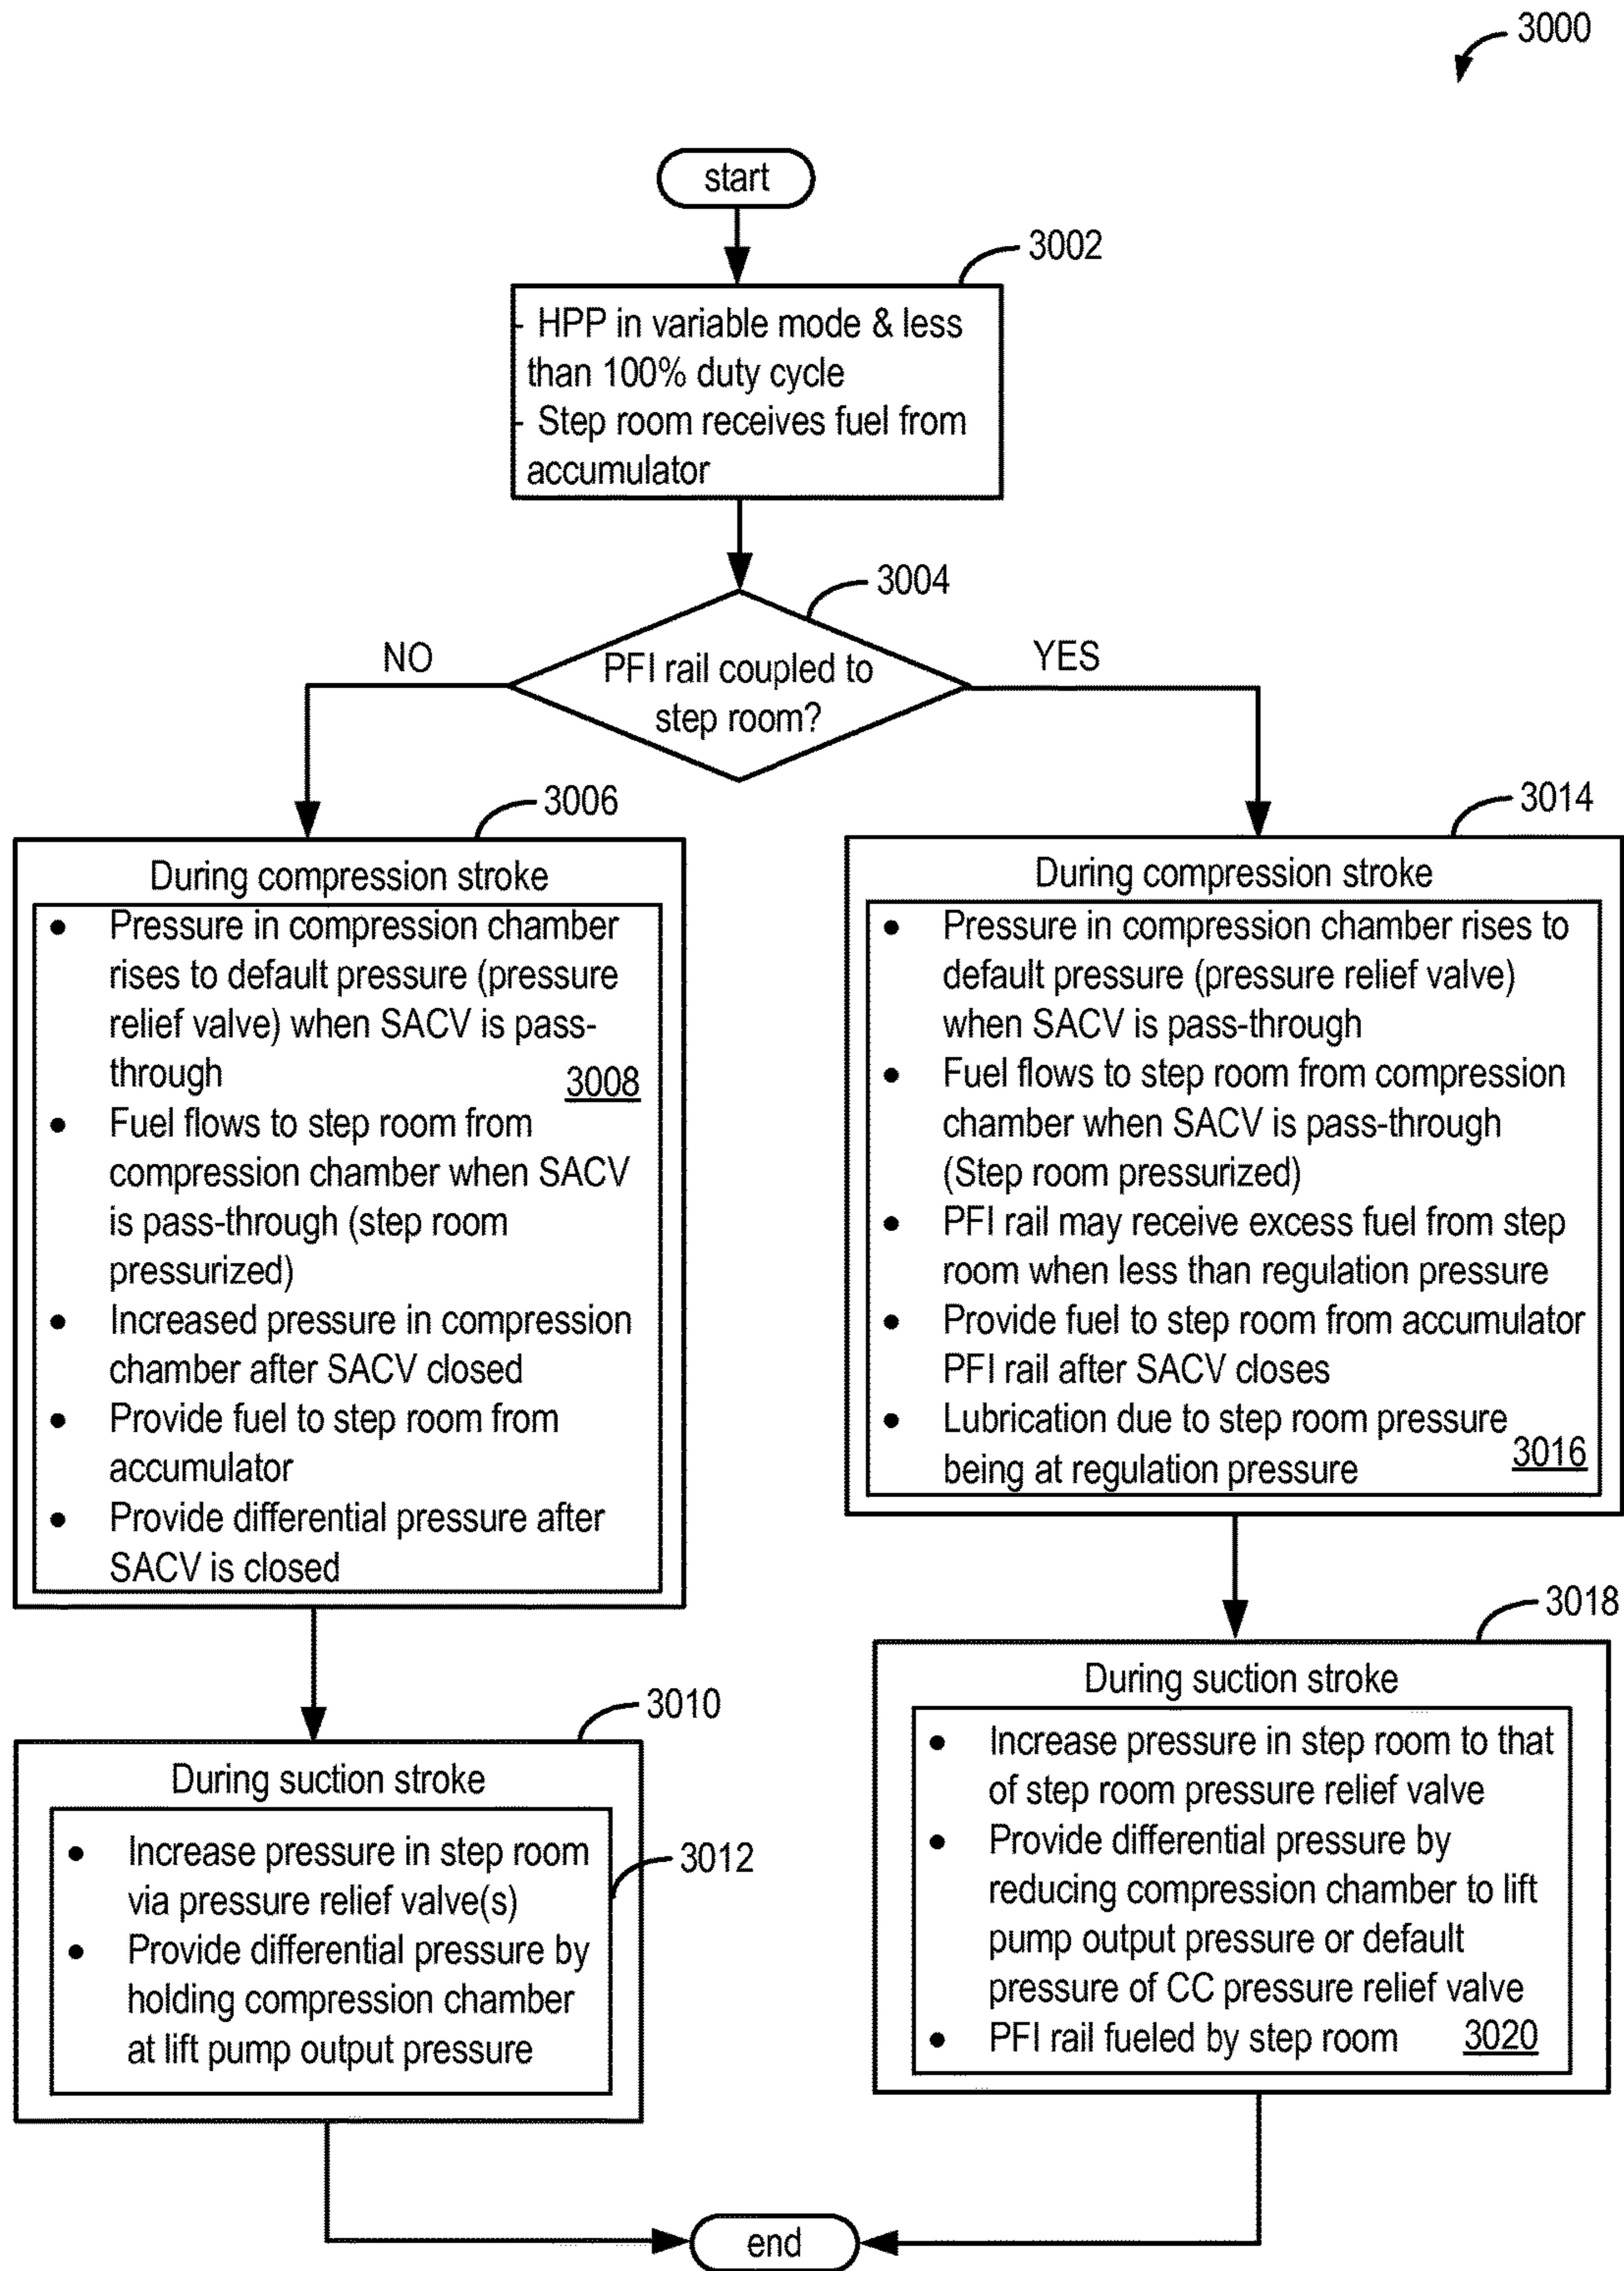 3000
start
3002
- HPP in variable mode & less
than 100% duty cycle
- Step room receives fuel from
accumulator
3004
NO
PFI rail coupled to
step room?
YES
3006
During compression stroke
• Pressure in compression chamber
rises to default pressure (pressure
relief valve) when SACV is pass-
through
3008
• Fuel flows to step room from
compression chamber when SACV
is pass-through (step room
pressurized)
• Increased pressure in compression
chamber after SACV closed
• Provide fuel to step room from
accumulator
• Provide differential pressure after
SACV is closed
3010
During suction stroke
• Increase pressure in step room
via pressure relief valve(s)
3012
• Provide differential pressure by
holding compression chamber
at lift pump output pressure
3014
During compression stroke
• Pressure in compression chamber rises to
default pressure (pressure relief valve)
when SACV is pass-through
• Fuel flows to step room from compression
chamber when SACV is pass-through
(Step room pressurized)
• PFI rail may receive excess fuel from step
room when less than regulation pressure
• Provide fuel to step room from accumulator
PFI rail after SACV closes
• Lubrication due to step room pressure
being at regulation pressure
3016
3018
During suction stroke
• Increase pressure in step room to that
of step room pressure relief valve
• Provide differential pressure by
reducing compression chamber to lift
pump output pressure or default
pressure of CC pressure relief valve
• PFI rail fueled by step room
3020
end